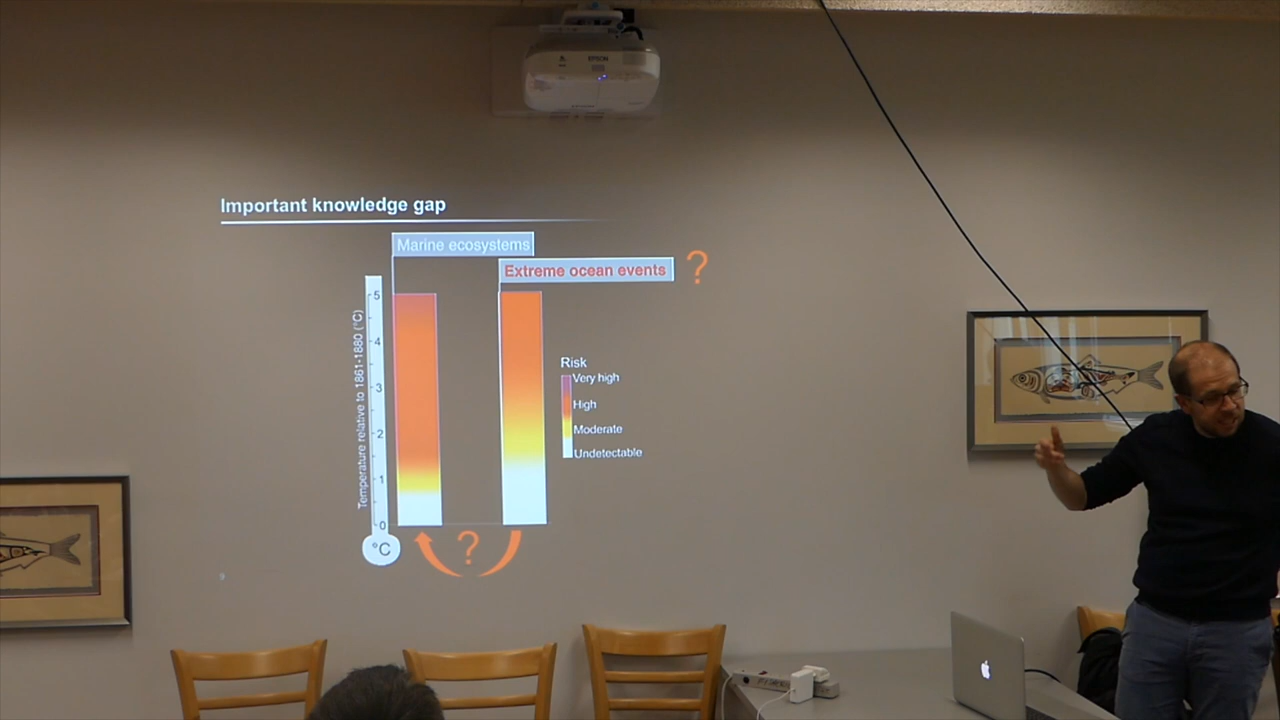 EPSON
Important knowledge gap
Marine ecosystems
Extreme ocean events
?
Temperature relative to 1861-1880 (°C)
5
4
3
2
1
0
°C
Risk
Very high
High
Moderate
Undetectable
?